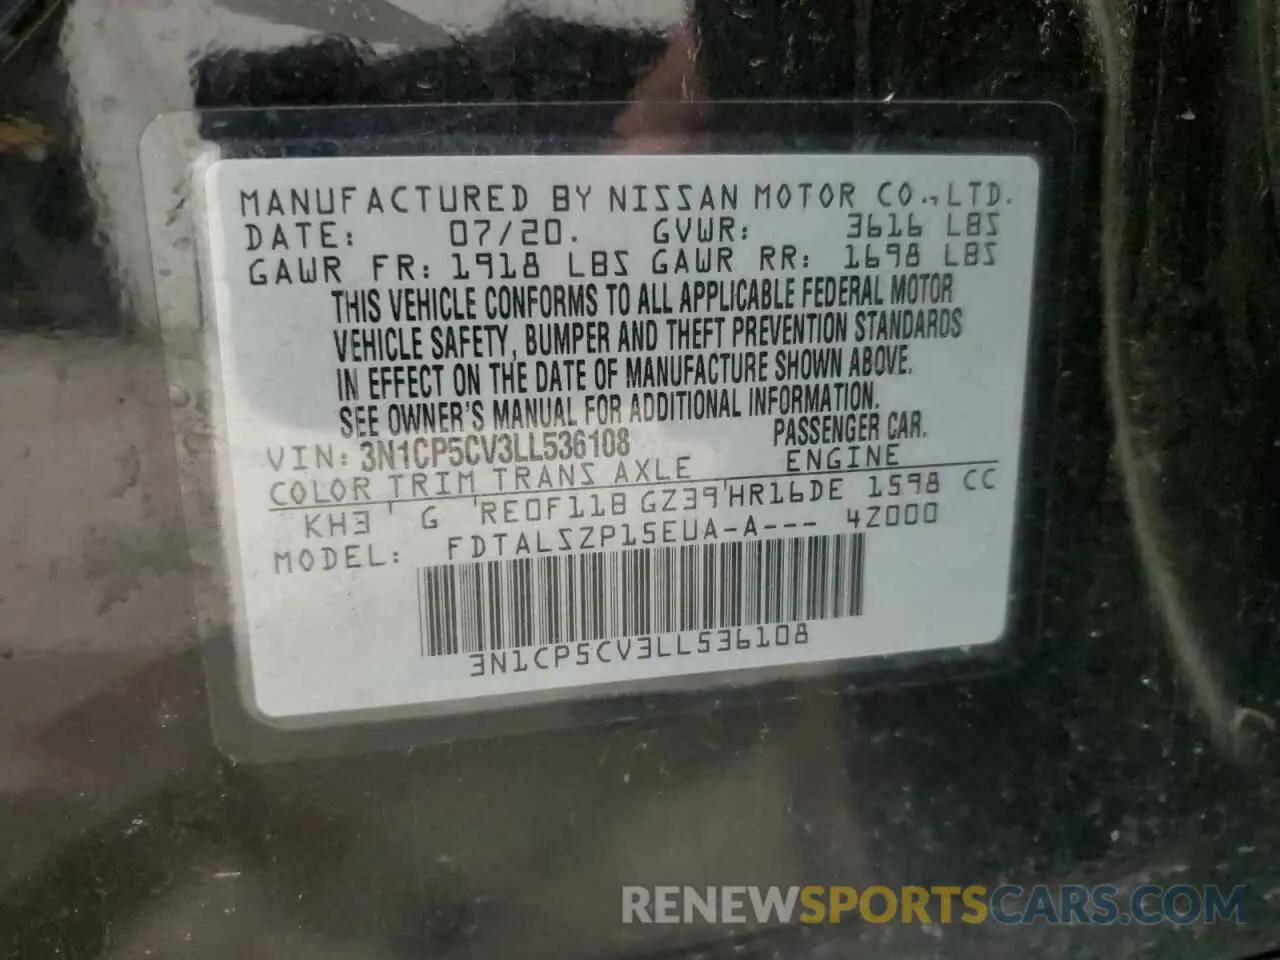 MANUFACTURED BY NISSAN MOTOR CO., LTD.
DATE: 07/20. GVWR: 3616 LBS
GAWR FR: 1918 LBS GAWR RR: 1698 LBS
THIS VEHICLE CONFORMS TO ALL APPLICABLE FEDERAL MOTOR
VEHICLE SAFETY, BUMPER AND THEFT PREVENTION STANDARDS
IN EFFECT ON THE DATE OF MANUFACTURE SHOWN ABOVE.
SEE OWNER'S MANUAL FOR ADDITIONAL INFORMATION.
VIN: 3N1CP5CV3LL536108 PASSENGER CAR.
COLOR TRIM TRANS AXLE ENGINE
KH3 ' G 'RE0F11B GZ39'HR16DE 1598 CC
MODEL: FDTALSZP15EUA-A--- 4Z000
3N1CP5CV3LL536108
RENEWSPORTSCARS.COM